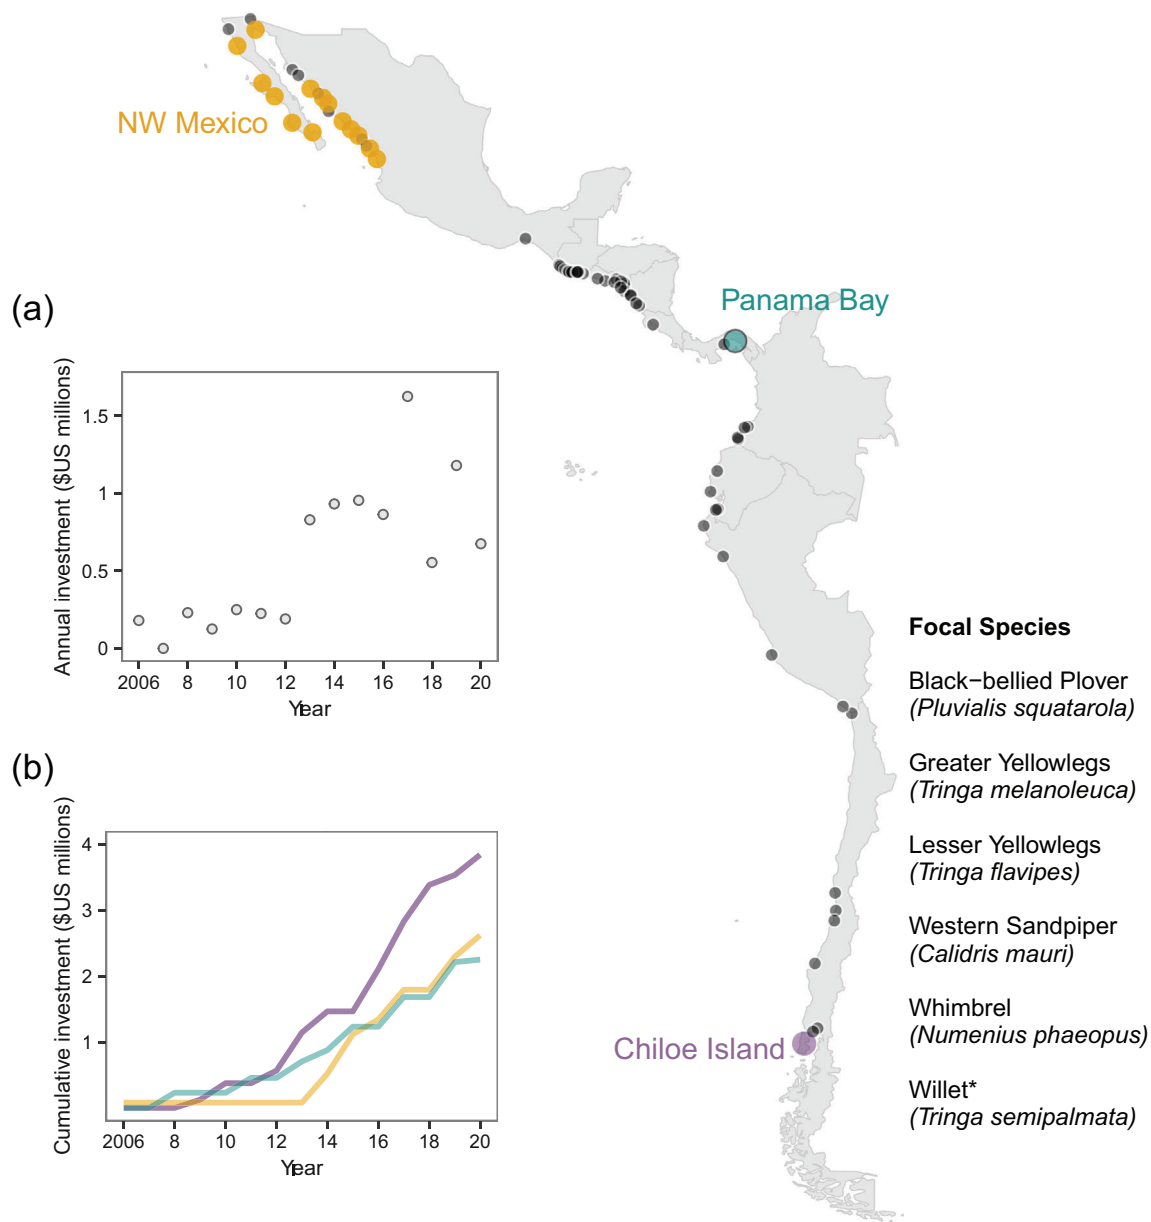 NW Mexico
Panama Bay
(a)
Annual investment ($US millions)
1.5
1
0.5
0
2006 8 10 12 14 16 18 20
Year
(b)
Cumulative investment ($US millions)
4
3
2
1
2006 8 10 12 14 16 18 20
Year
Chiloe Island
Focal Species
Black−bellied Plover
(Pluvialis squatarola)
Greater Yellowlegs
(Tringa melanoleuca)
Lesser Yellowlegs
(Tringa flavipes)
Western Sandpiper
(Calidris mauri)
Whimbrel
(Numenius phaeopus)
Willet*
(Tringa semipalmata)